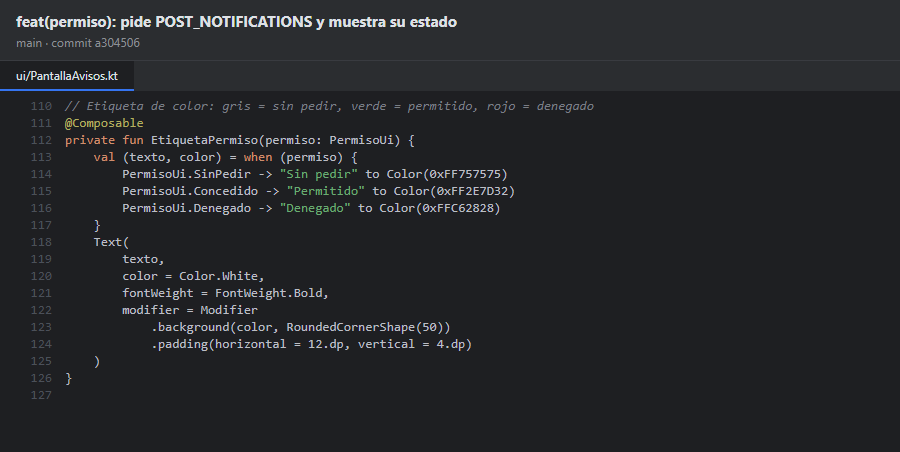 feat(permiso): pide POST_NOTIFICATIONS y muestra su estado
main · commit a304506
ui/PantallaAvisos.kt
110 // Etiqueta de color: gris = sin pedir, verde = permitido, rojo = denegado
111 @Composable
112 private fun EtiquetaPermiso(permiso: PermisoUi) {
113     val (texto, color) = when (permiso) {
114         PermisoUi.SinPedir -> "Sin pedir" to Color(0xFF757575)
115         PermisoUi.Concedido -> "Permitido" to Color(0xFF2E7D32)
116         PermisoUi.Denegado -> "Denegado" to Color(0xFFC62828)
117     }
118     Text(
119         texto,
120         color = Color.White,
121         fontWeight = FontWeight.Bold,
122         modifier = Modifier
123             .background(color, RoundedCornerShape(50))
124             .padding(horizontal = 12.dp, vertical = 4.dp)
125     )
126 }
127